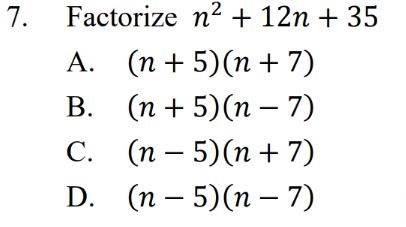 7. Factorize n² + 12n + 35
A. (n + 5)(n + 7)
B. (n + 5)(n − 7)
C. (n − 5)(n + 7)
D. (n − 5)(n − 7)